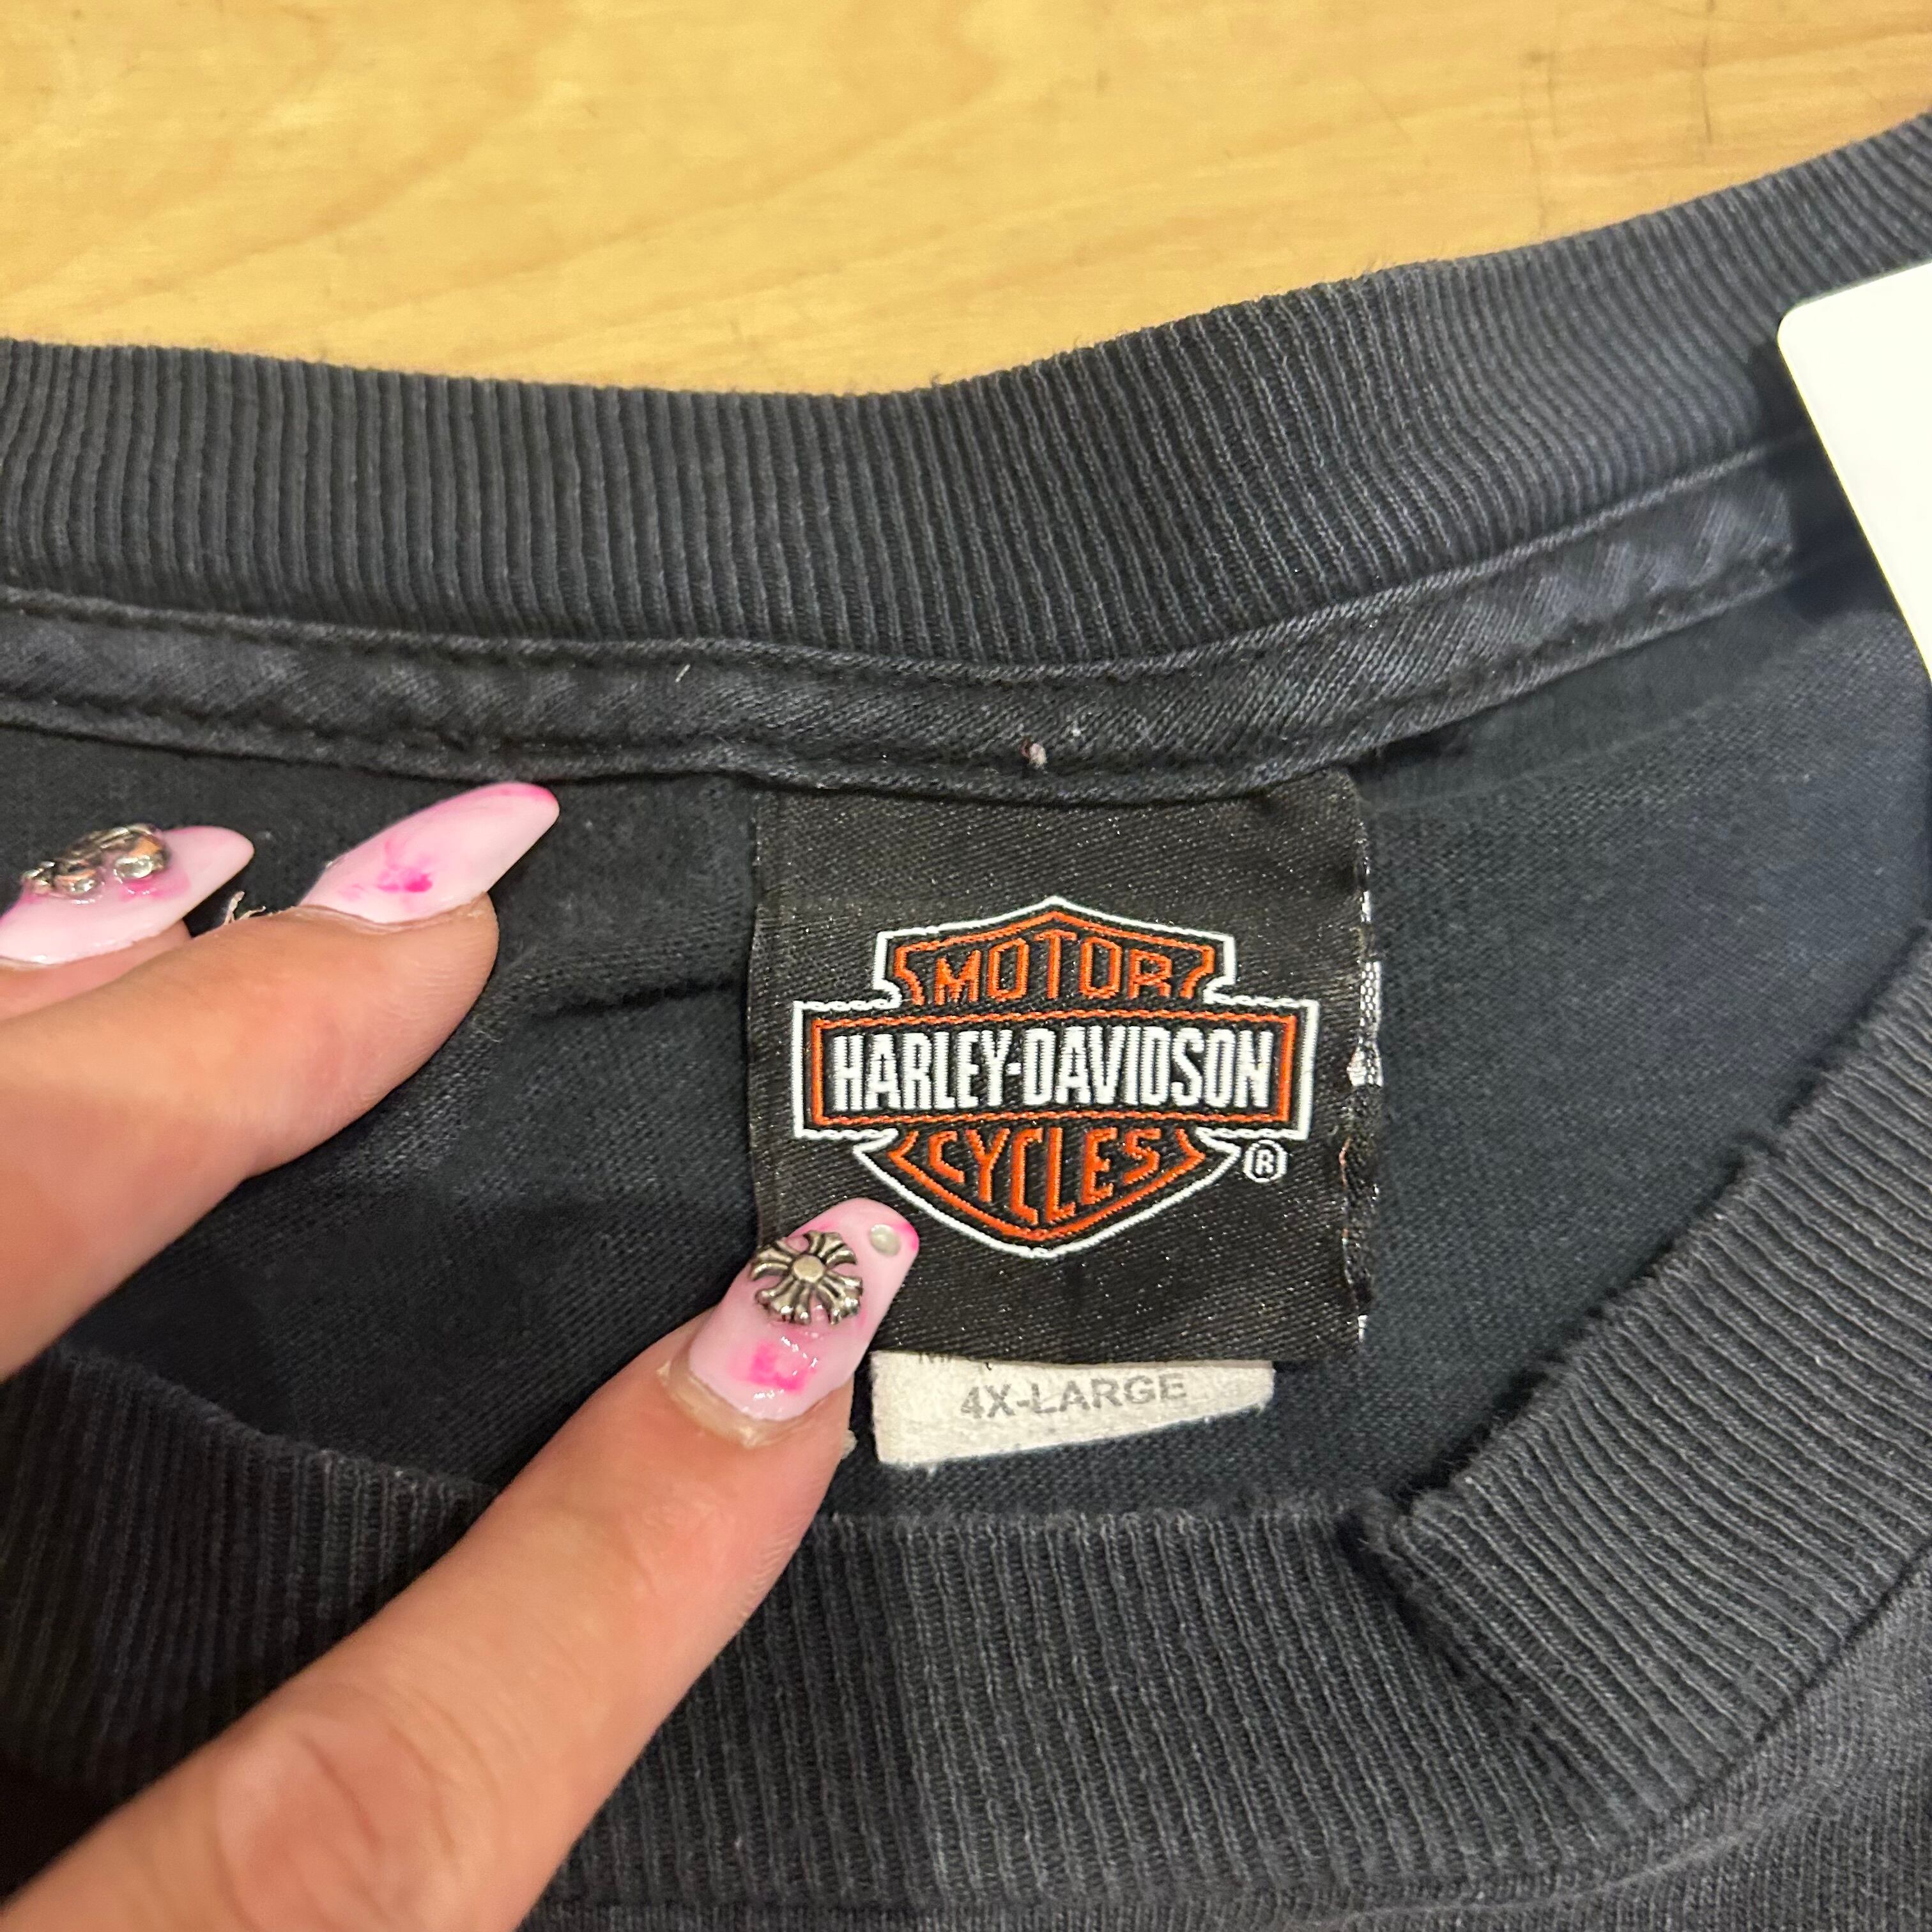 MOTOR
HARLEY-DAVIDSON
CYCLES
®
4X-LARGE